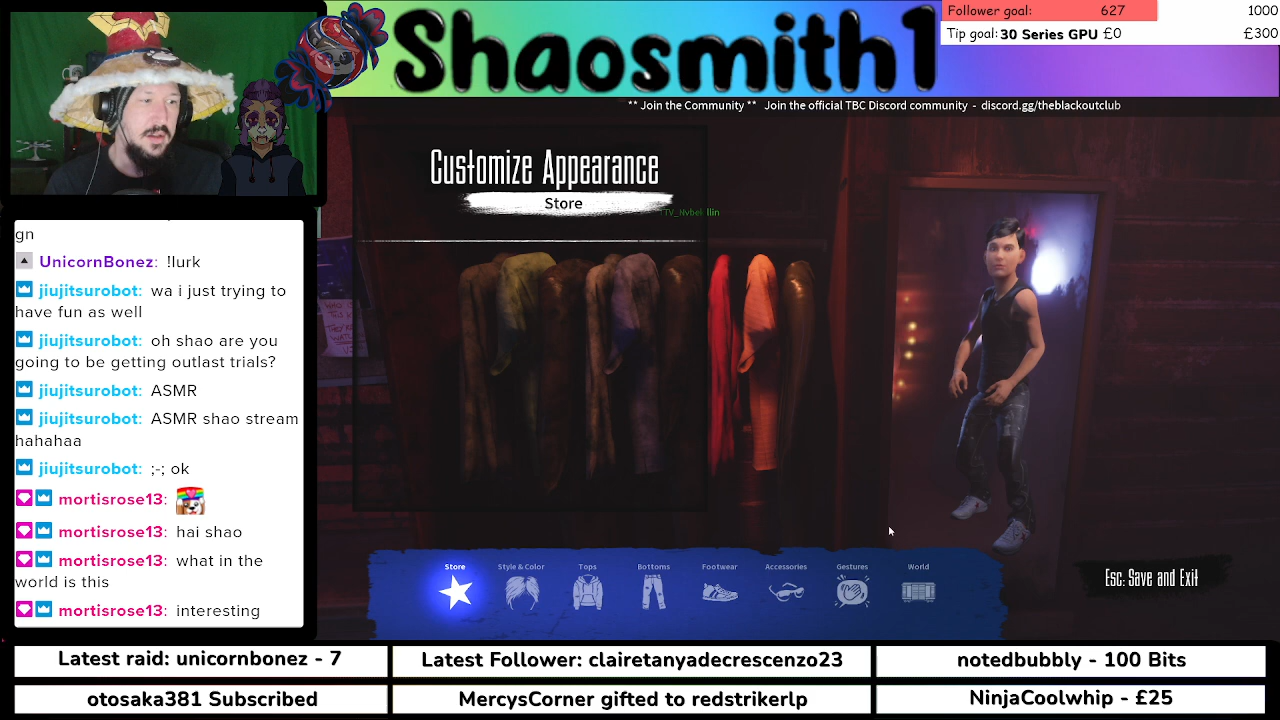 Shaosmith1
Follower goal: 627 1000
Tip goal: 30 Series GPU £0 £300
** Join the Community ** Join the official TBC Discord community - discord.gg/theblackoutclub
Customize Appearance
Store
gn
UnicornBonez: !lurk
jiujitsurobot: wa i just trying to
have fun as well
jiujitsurobot: oh shao are you
going to be getting outlast trials?
jiujitsurobot: ASMR
jiujitsurobot: ASMR shao stream
hahahaa
jiujitsurobot: ;-; ok
mortisrose13:
mortisrose13: hai shao
mortisrose13: what in the
world is this
mortisrose13: interesting
Store Style & Color Tops Bottoms Footwear Accessories Gestures World
Esc: Save and Exit
Latest raid: unicornbonez - 7
Latest Follower: clairetanyadecrescenzo23
notedbubbly - 100 Bits
otosaka381 Subscribed
MercysCorner gifted to redstrikerlp
NinjaCoolwhip - £25